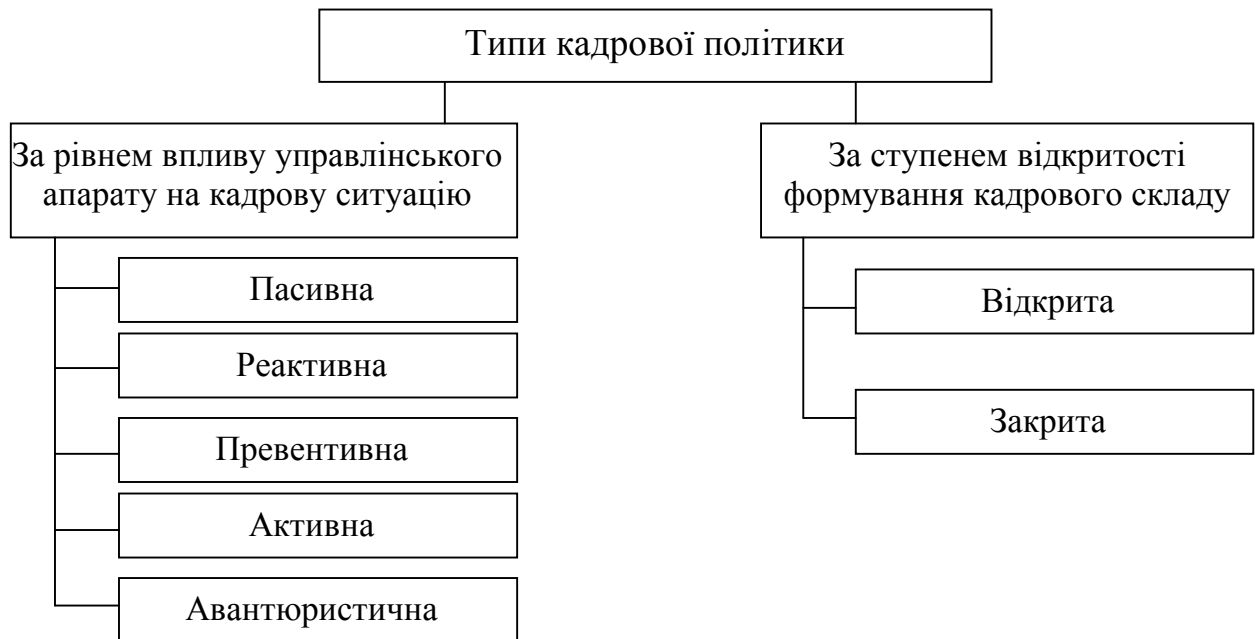 Типи кадрової політики
За рівнем впливу управлінського
апарату на кадрову ситуацію
Пасивна
Реактивна
Превентивна
Активна
Авантюристична
За ступенем відкритості
формування кадрового складу
Відкрита
Закрита